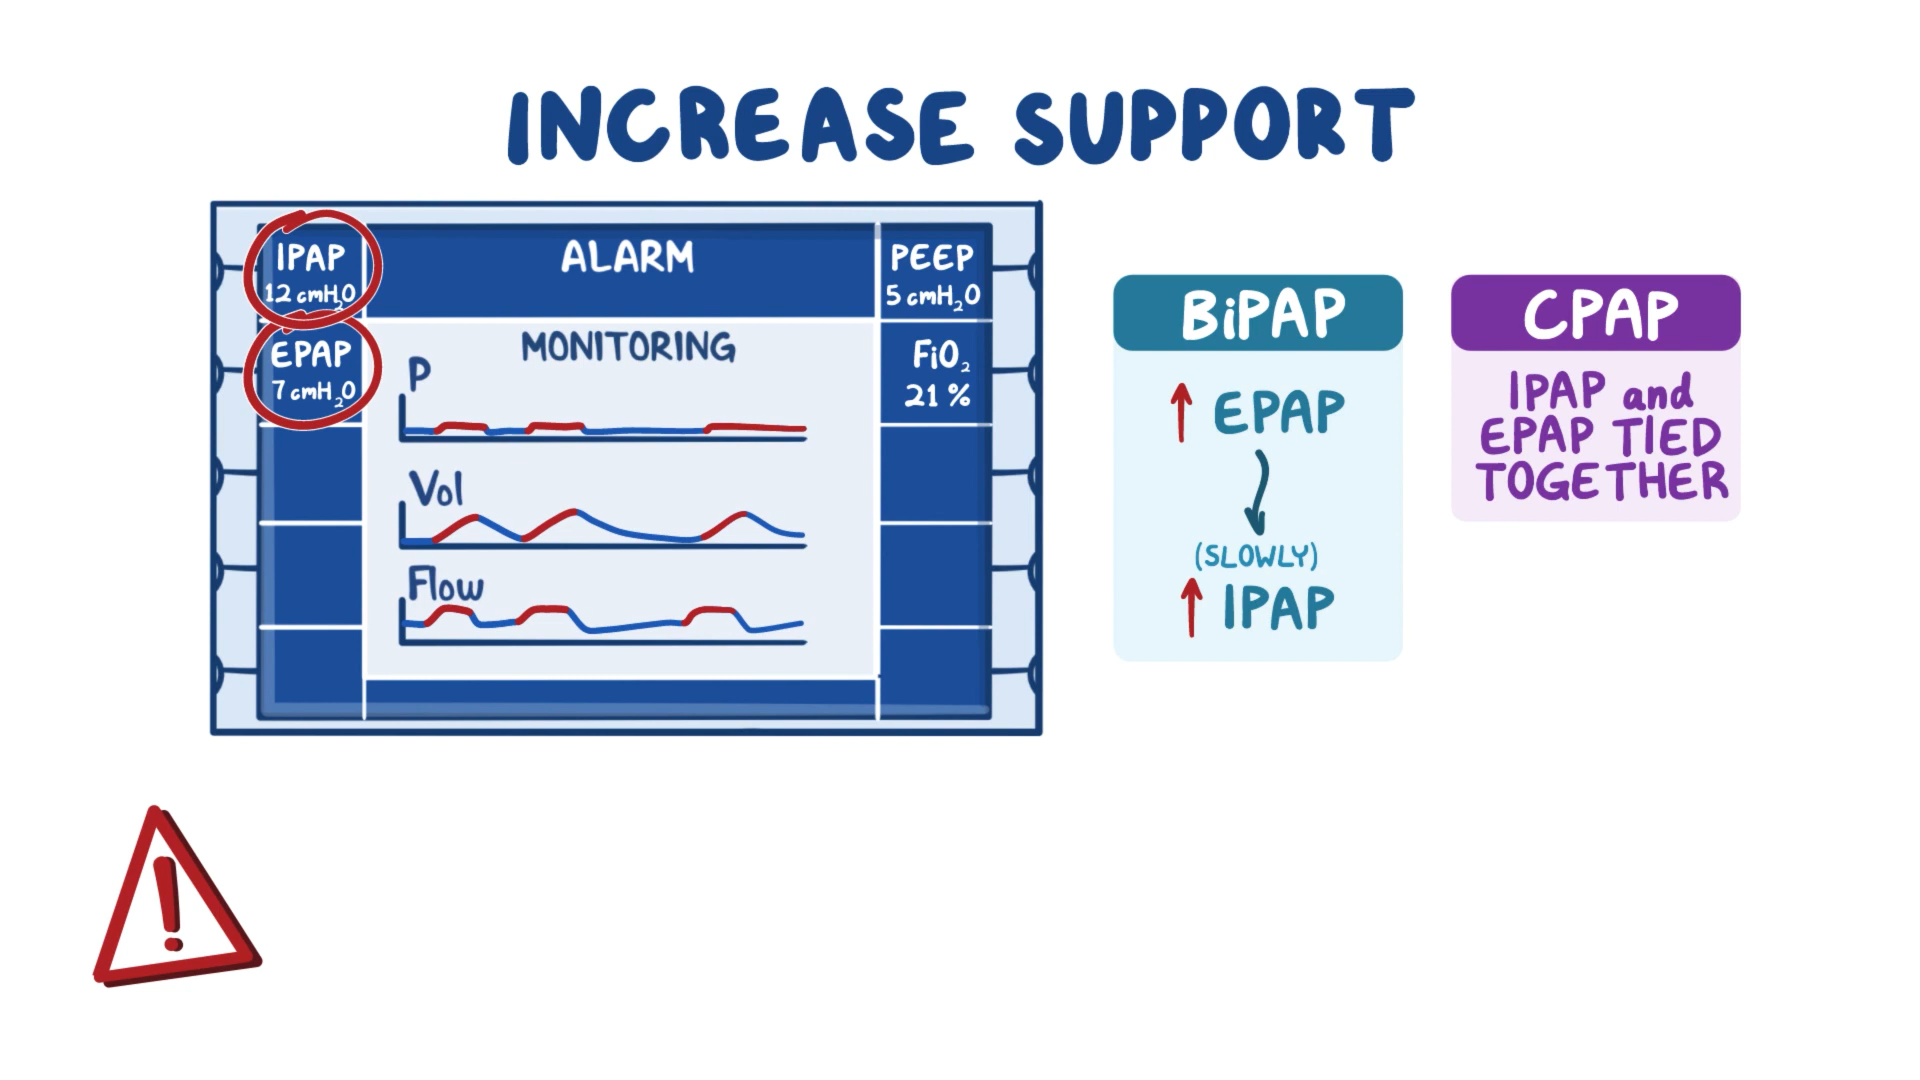 INCREASE SUPPORT
IPAP
12 cmH₂O
EPAP
7 cmH₂O
ALARM
MONITORING
P
Vol
Flow
PEEP
5 cmH₂O
FiO₂
21 %
BiPAP
↑ EPAP
(SLOWLY)
↑ IPAP
CPAP
IPAP and
EPAP TIED
TOGETHER
!